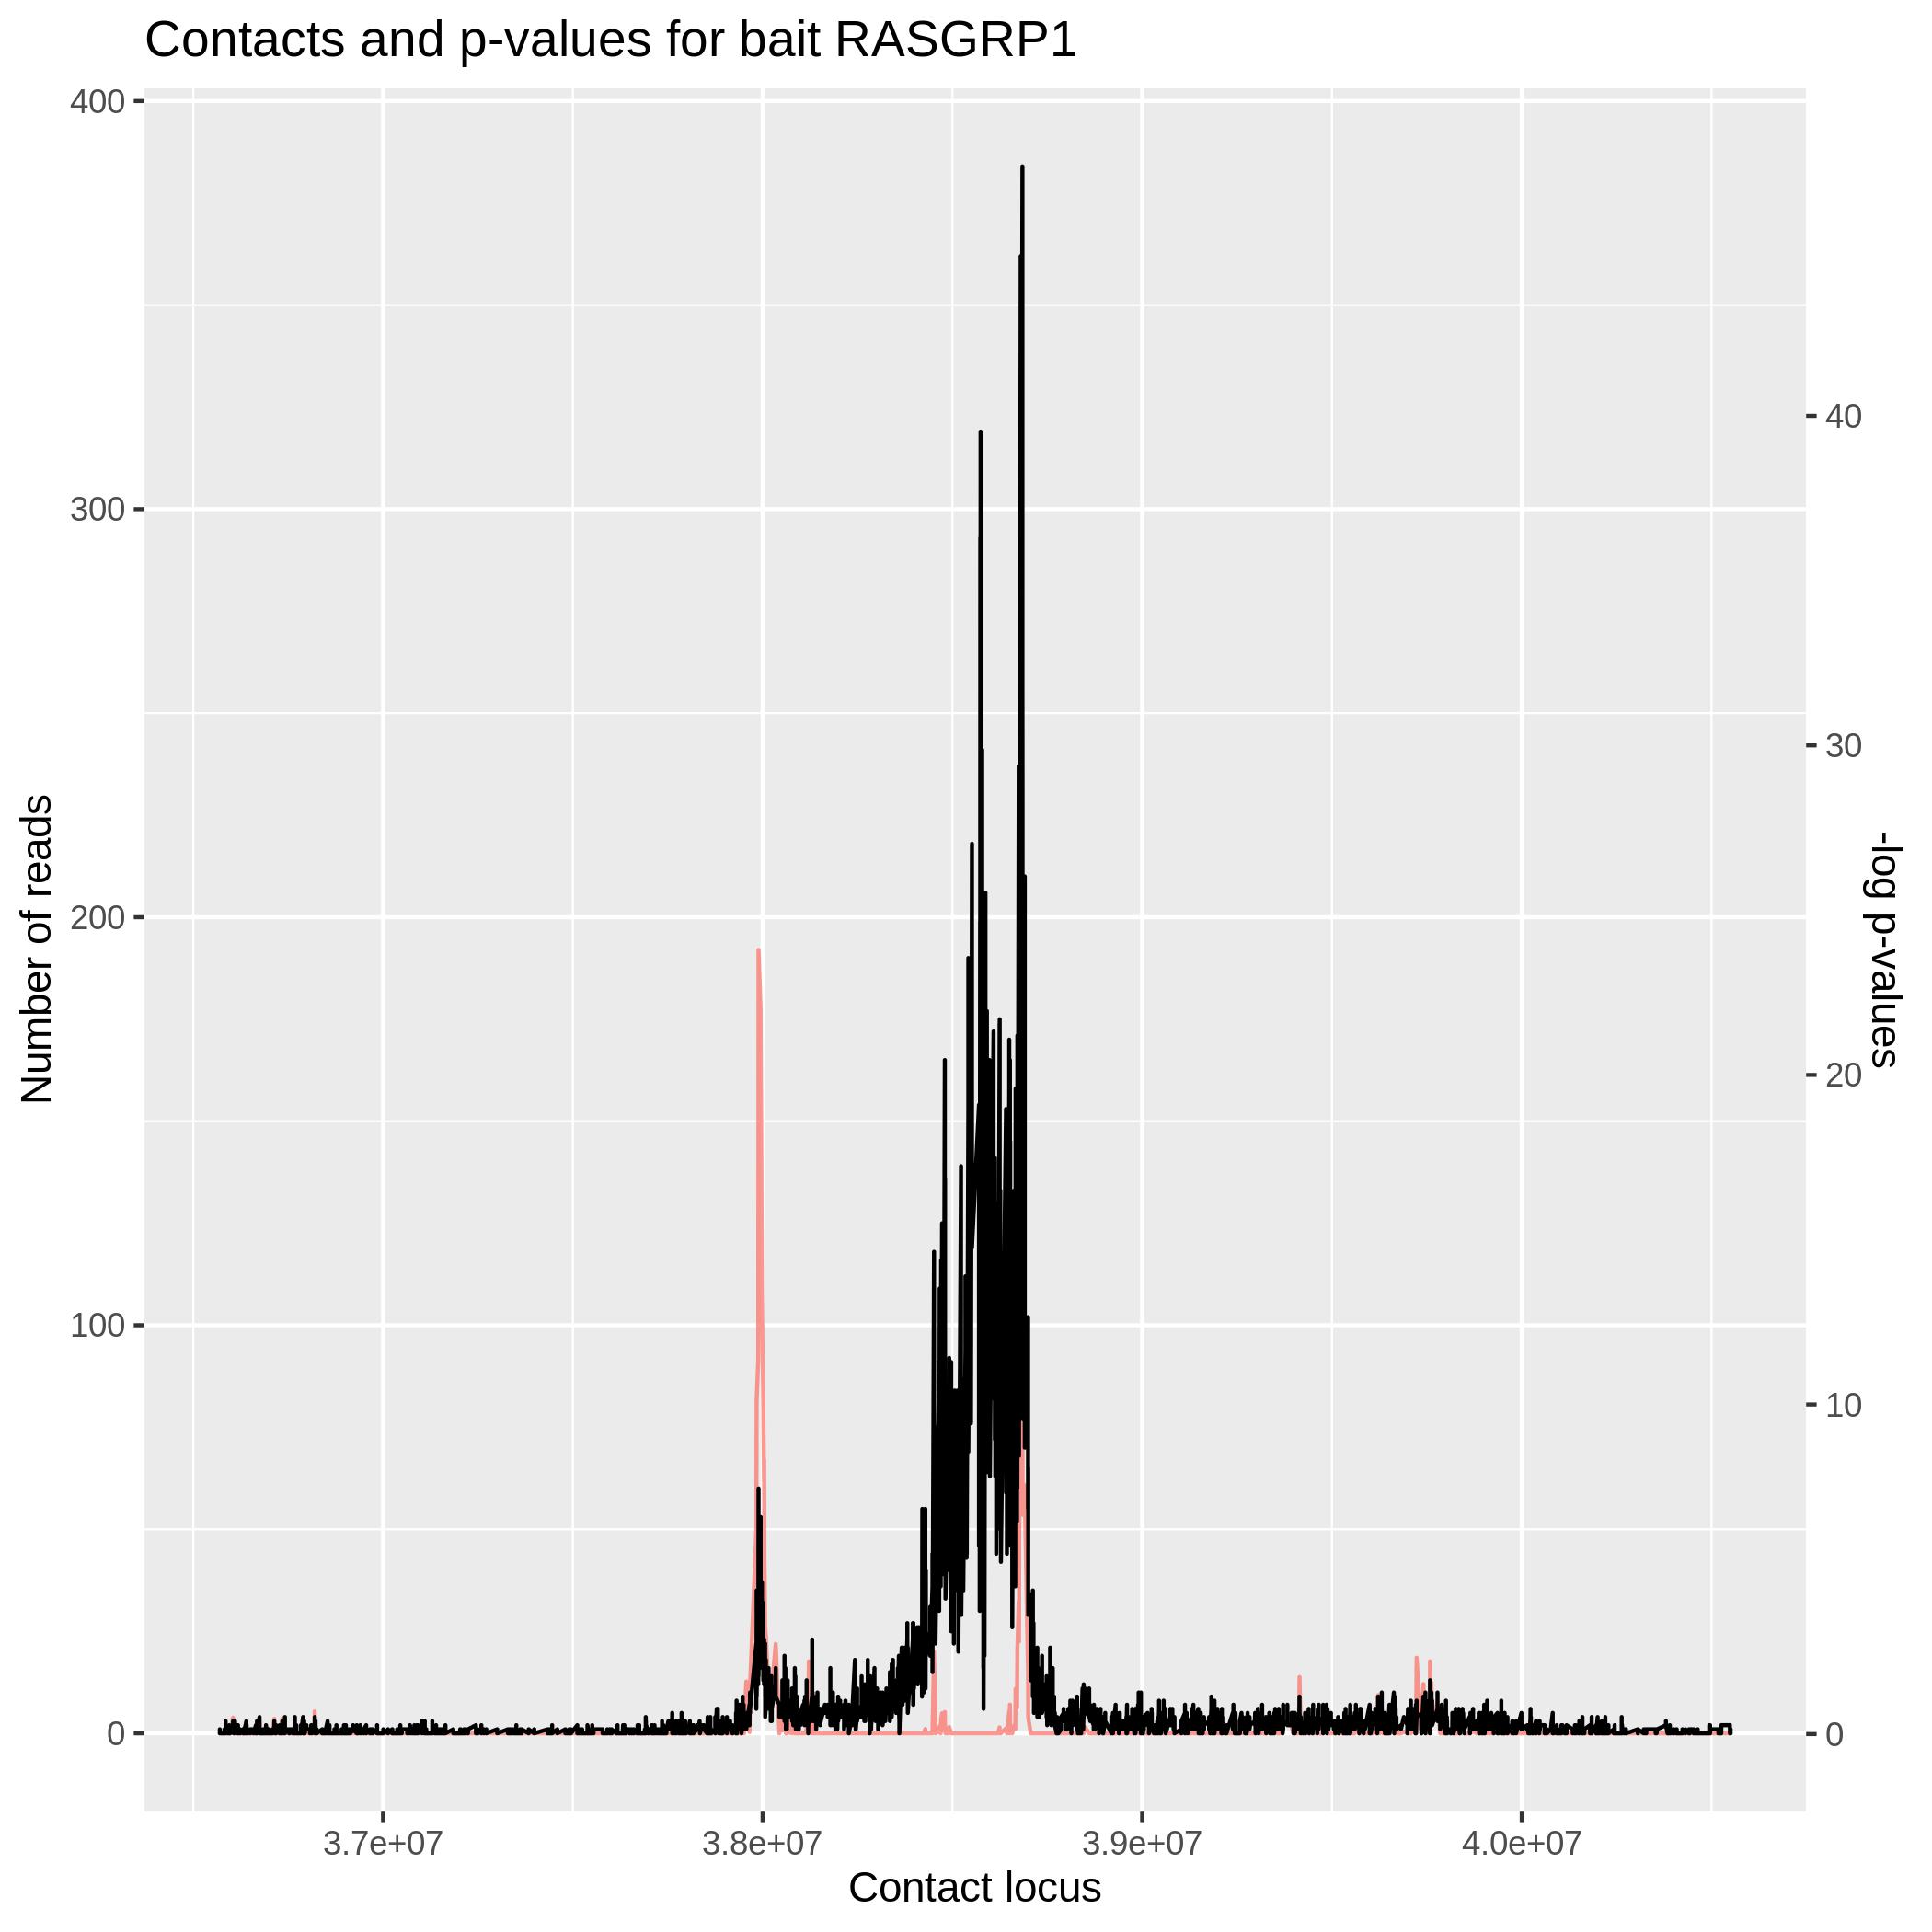 Contacts and p-values for bait RASGRP1
400
300
200
100
0
Number of reads
40
30
20
10
0
-log p-values
3.7e+07
3.8e+07
3.9e+07
4.0e+07
Contact locus